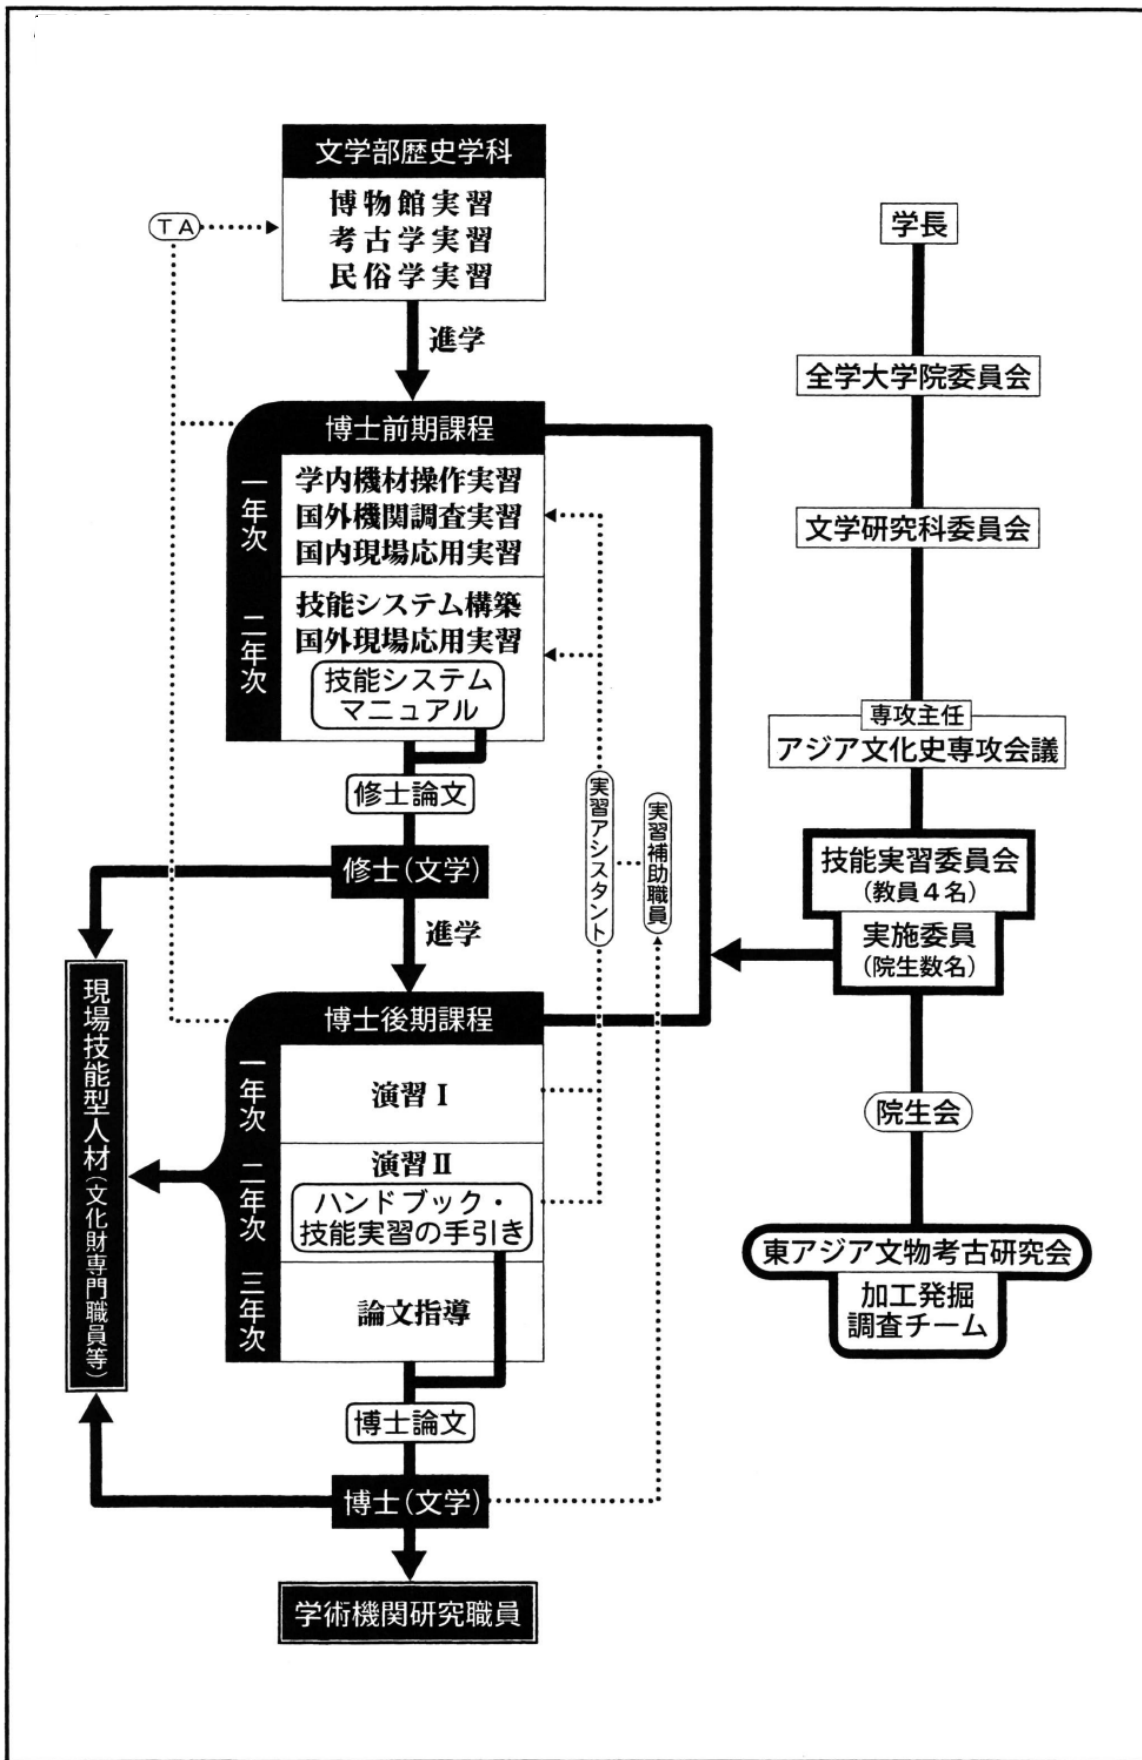 文学部歴史学科
博物館実習
考古学実習
民俗学実習
TA
進学
博士前期課程
一年次
学内機材操作実習
国外機関調査実習
国内現場応用実習
二年次
技能システム構築
国外現場応用実習
技能システム
マニュアル
修士論文
修士(文学)
進学
実習アシスタント
実習補助職員
現場技能型人材(文化財専門職員等)
博士後期課程
一年次
演習Ⅰ
二年次
演習Ⅱ
ハンドブック・
技能実習の手引き
三年次
論文指導
博士論文
博士(文学)
学術機関研究職員
学長
全学大学院委員会
文学研究科委員会
専攻主任
アジア文化史専攻会議
技能実習委員会
(教員4名)
実施委員
(院生数名)
院生会
東アジア文物考古研究会
加工発掘
調査チーム